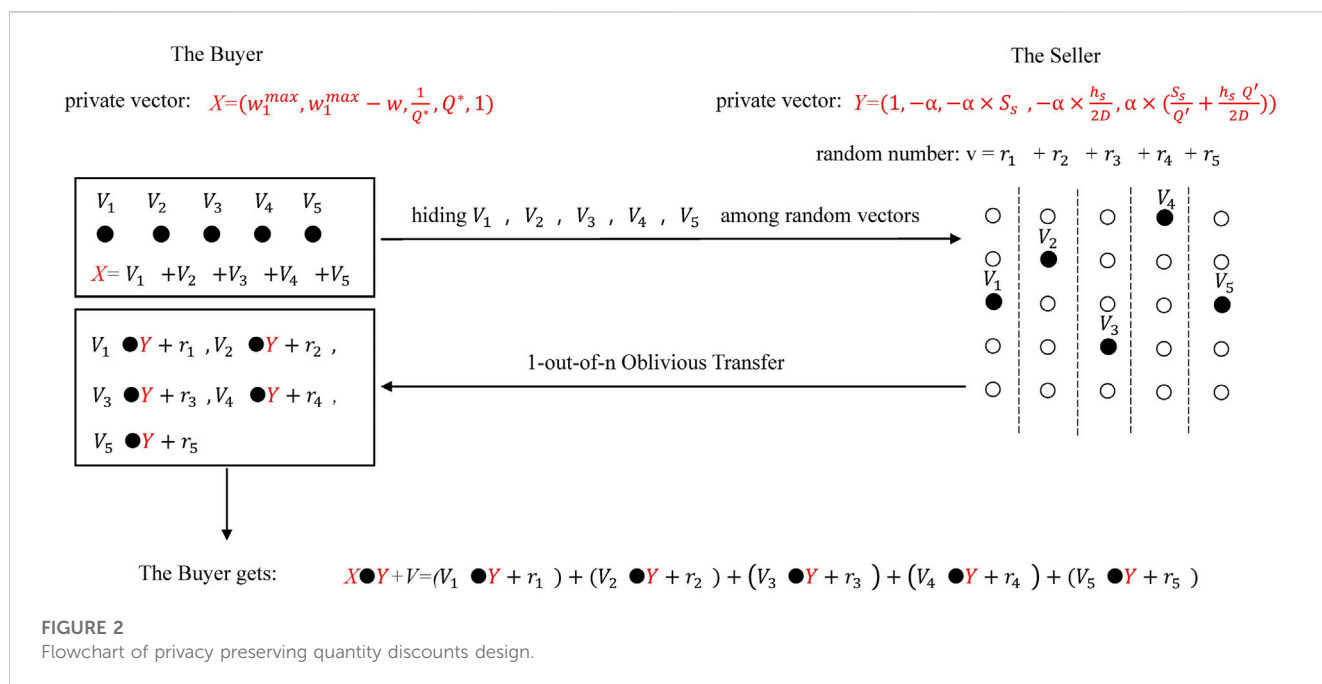 The Buyer
The Seller
private vector: X=(w_1^{max}, w_1^{max} − w, \frac{1}{Q^*}, Q^*, 1)
private vector: Y=(1, −α, −α × S_s , −α × \frac{h_s}{2D}, α × (\frac{S_s}{Q'} + \frac{h_s Q'}{2D}))
random number: v = r_1 + r_2 + r_3 + r_4 + r_5
V_1 V_2 V_3 V_4 V_5
X= V_1 +V_2 +V_3 +V_4 +V_5
hiding V_1 , V_2 , V_3 , V_4 , V_5 among random vectors
V_4
V_2
V_1
V_5
V_3
V_1 ●Y + r_1 ,V_2 ●Y + r_2 ,
V_3 ●Y + r_3 ,V_4 ●Y + r_4 ,
V_5 ●Y + r_5
1-out-of-n Oblivious Transfer
The Buyer gets: X●Y+V=(V_1 ●Y + r_1 ) + (V_2 ●Y + r_2 ) + (V_3 ●Y + r_3 ) + (V_4 ●Y + r_4 ) + (V_5 ●Y + r_5 )
FIGURE 2
Flowchart of privacy preserving quantity discounts design.